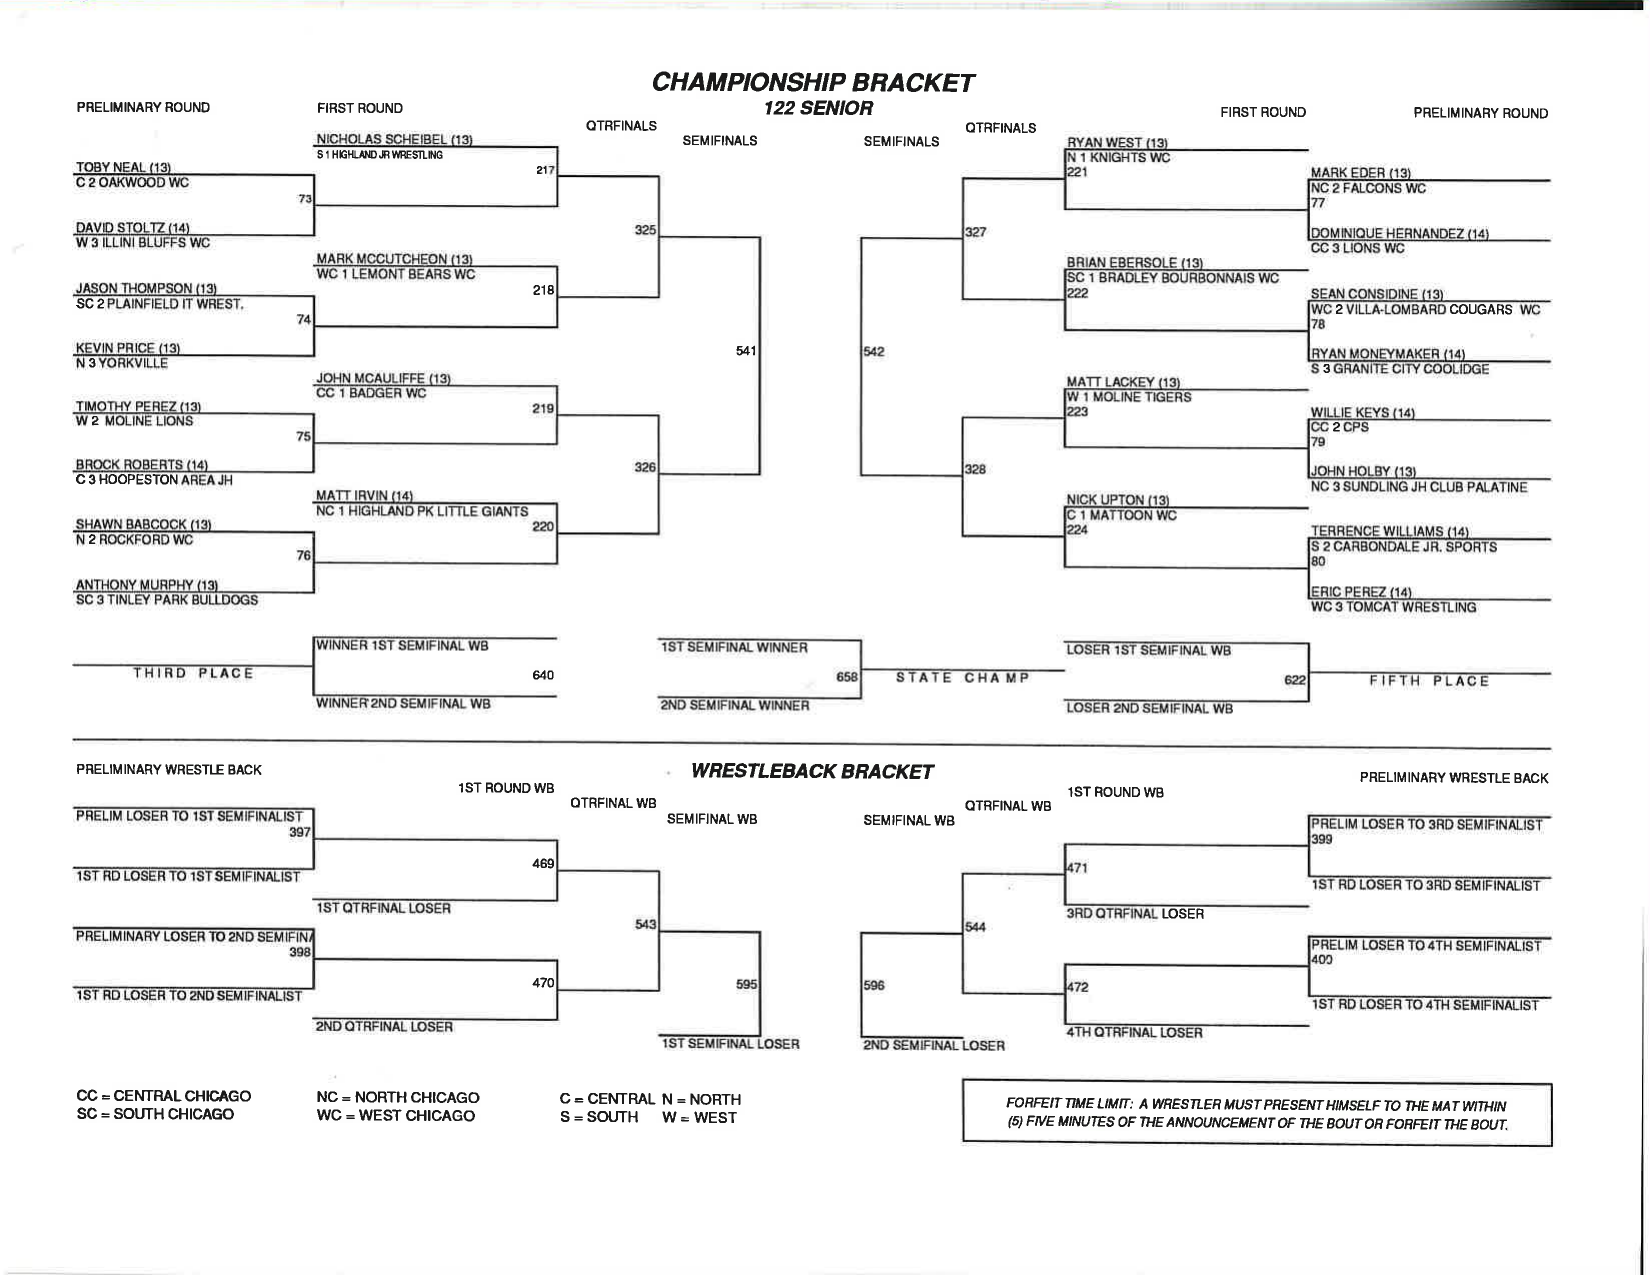 CHAMPIONSHIP BRACKET
122 SENIOR
PRELIMINARY ROUND
FIRST ROUND
QTRFINALS
SEMIFINALS
SEMIFINALS
QTRFINALS
FIRST ROUND
PRELIMINARY ROUND
NICHOLAS SCHEIBEL (13)
S 1 HIGHLAND JR WRESTLING
217
TOBY NEAL (13)
C 2 OAKWOOD WC
73
DAVID STOLTZ (14)
W 3 ILLINI BLUFFS WC
325
MARK MCCUTCHEON (13)
WC 1 LEMONT BEARS WC
218
JASON THOMPSON (13)
SC 2 PLAINFIELD IT WREST.
74
KEVIN PRICE (13)
N 3 YORKVILLE
541
JOHN MCAULIFFE (13)
CC 1 BADGER WC
219
TIMOTHY PEREZ (13)
W 2 MOLINE LIONS
75
BROCK ROBERTS (14)
C 3 HOOPESTON AREA JH
326
MATT IRVIN (14)
NC 1 HIGHLAND PK LITTLE GIANTS
220
SHAWN BABCOCK (13)
N 2 ROCKFORD WC
76
ANTHONY MURPHY (13)
SC 3 TINLEY PARK BULLDOGS
RYAN WEST (13)
N 1 KNIGHTS WC
221
MARK EDER (13)
NC 2 FALCONS WC
77
DOMINIQUE HERNANDEZ (14)
CC 3 LIONS WC
327
BRIAN EBERSOLE (13)
SC 1 BRADLEY BOURBONNAIS WC
222
SEAN CONSIDINE (13)
WC 2 VILLA-LOMBARD COUGARS WC
78
RYAN MONEYMAKER (14)
S 3 GRANITE CITY COOLIDGE
542
MATT LACKEY (13)
W 1 MOLINE TIGERS
223
WILLIE KEYS (14)
CC 2 CPS
79
JOHN HOLBY (13)
NC 3 SUNDLING JH CLUB PALATINE
328
NICK UPTON (13)
C 1 MATTOON WC
224
TERRENCE WILLIAMS (14)
S 2 CARBONDALE JR. SPORTS
80
ERIC PEREZ (14)
WC 3 TOMCAT WRESTLING
WINNER 1ST SEMIFINAL WB
THIRD PLACE
640
WINNER 2ND SEMIFINAL WB
1ST SEMIFINAL WINNER
658
STATE CHAMP
2ND SEMIFINAL WINNER
LOSER 1ST SEMIFINAL WB
622
FIFTH PLACE
LOSER 2ND SEMIFINAL WB
WRESTLEBACK BRACKET
PRELIMINARY WRESTLE BACK
1ST ROUND WB
QTRFINAL WB
SEMIFINAL WB
SEMIFINAL WB
QTRFINAL WB
1ST ROUND WB
PRELIMINARY WRESTLE BACK
PRELIM LOSER TO 1ST SEMIFINALIST
397
1ST RD LOSER TO 1ST SEMIFINALIST
469
1ST QTRFINAL LOSER
543
PRELIMINARY LOSER TO 2ND SEMIFINA
398
1ST RD LOSER TO 2ND SEMIFINALIST
470
2ND QTRFINAL LOSER
595
1ST SEMIFINAL LOSER
PRELIM LOSER TO 3RD SEMIFINALIST
399
1ST RD LOSER TO 3RD SEMIFINALIST
471
3RD QTRFINAL LOSER
544
PRELIM LOSER TO 4TH SEMIFINALIST
400
1ST RD LOSER TO 4TH SEMIFINALIST
472
4TH QTRFINAL LOSER
596
2ND SEMIFINAL LOSER
CC = CENTRAL CHICAGO
SC = SOUTH CHICAGO
NC = NORTH CHICAGO
WC = WEST CHICAGO
C = CENTRAL N = NORTH
S = SOUTH W = WEST
FORFEIT TIME LIMIT: A WRESTLER MUST PRESENT HIMSELF TO THE MAT WITHIN
(5) FIVE MINUTES OF THE ANNOUNCEMENT OF THE BOUT OR FORFEIT THE BOUT.